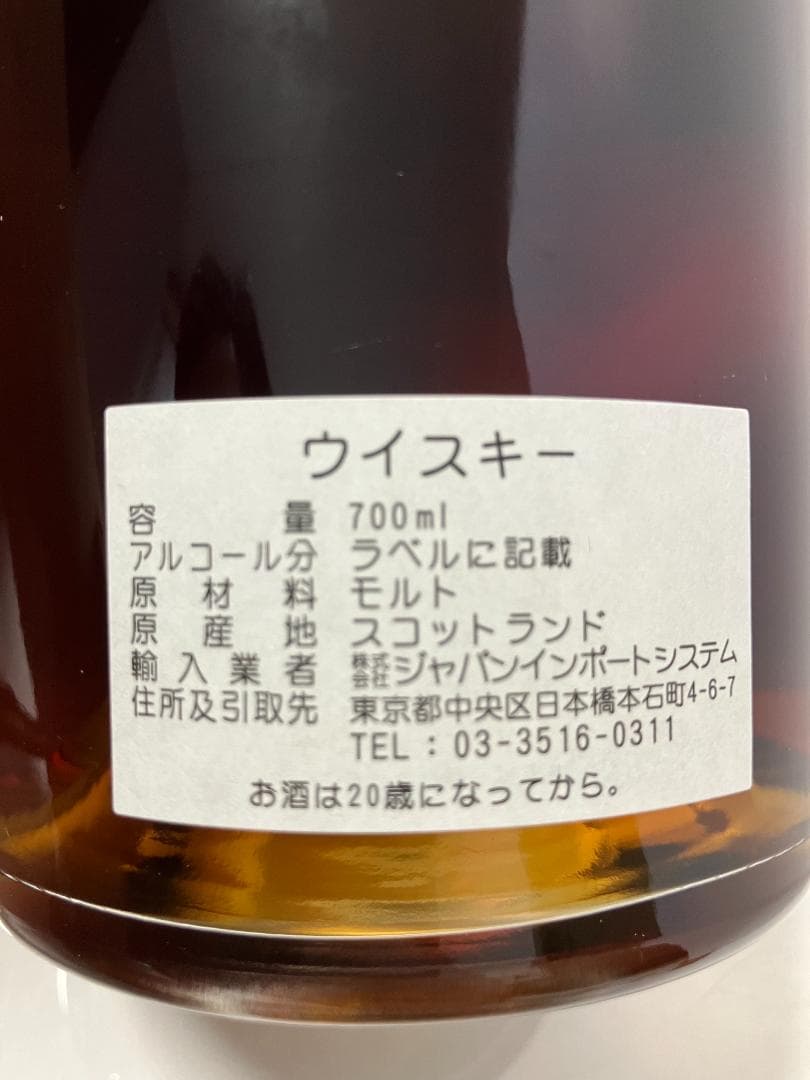 ウイスキー
容量 700ml
アルコール分 ラベルに記載
原材料 モルト
原産地 スコットランド
輸入業者 株式会社ジャパンインポートシステム
住所及引取先 東京都中央区日本橋本石町4-6-7
TEL：03-3516-0311
お酒は20歳になってから。